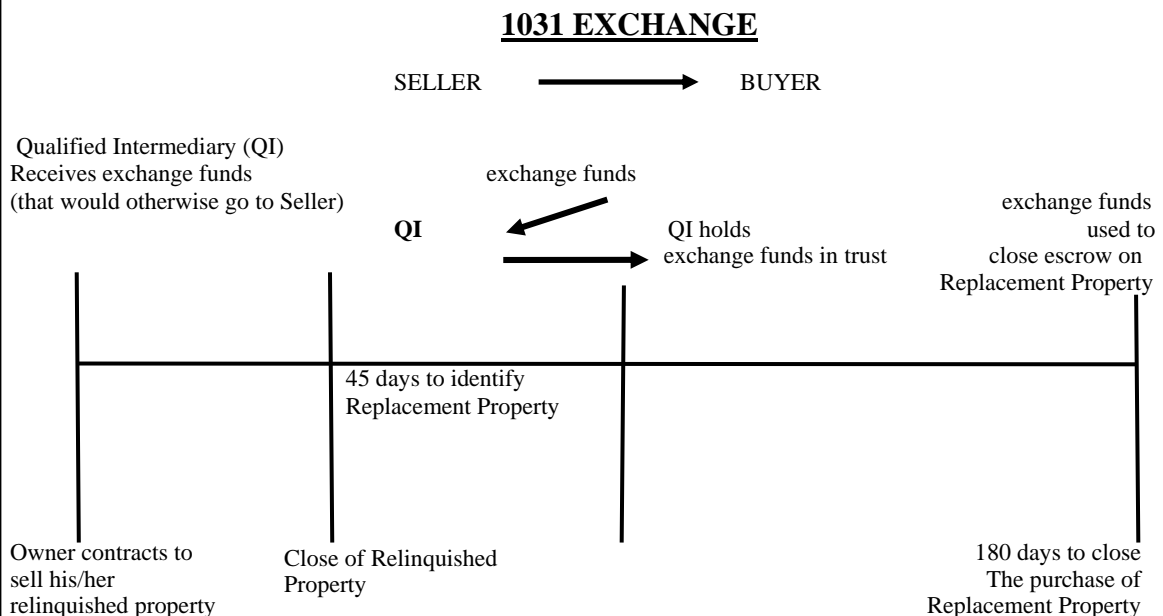 1031 EXCHANGE
SELLER
BUYER
Qualified Intermediary (QI)
Receives exchange funds
(that would otherwise go to Seller)
exchange funds
QI
QI holds
exchange funds in trust
exchange funds
used to
close escrow on
Replacement Property
45 days to identify
Replacement Property
Owner contracts to
sell his/her
relinquished property
Close of Relinquished
Property
180 days to close
The purchase of
Replacement Property